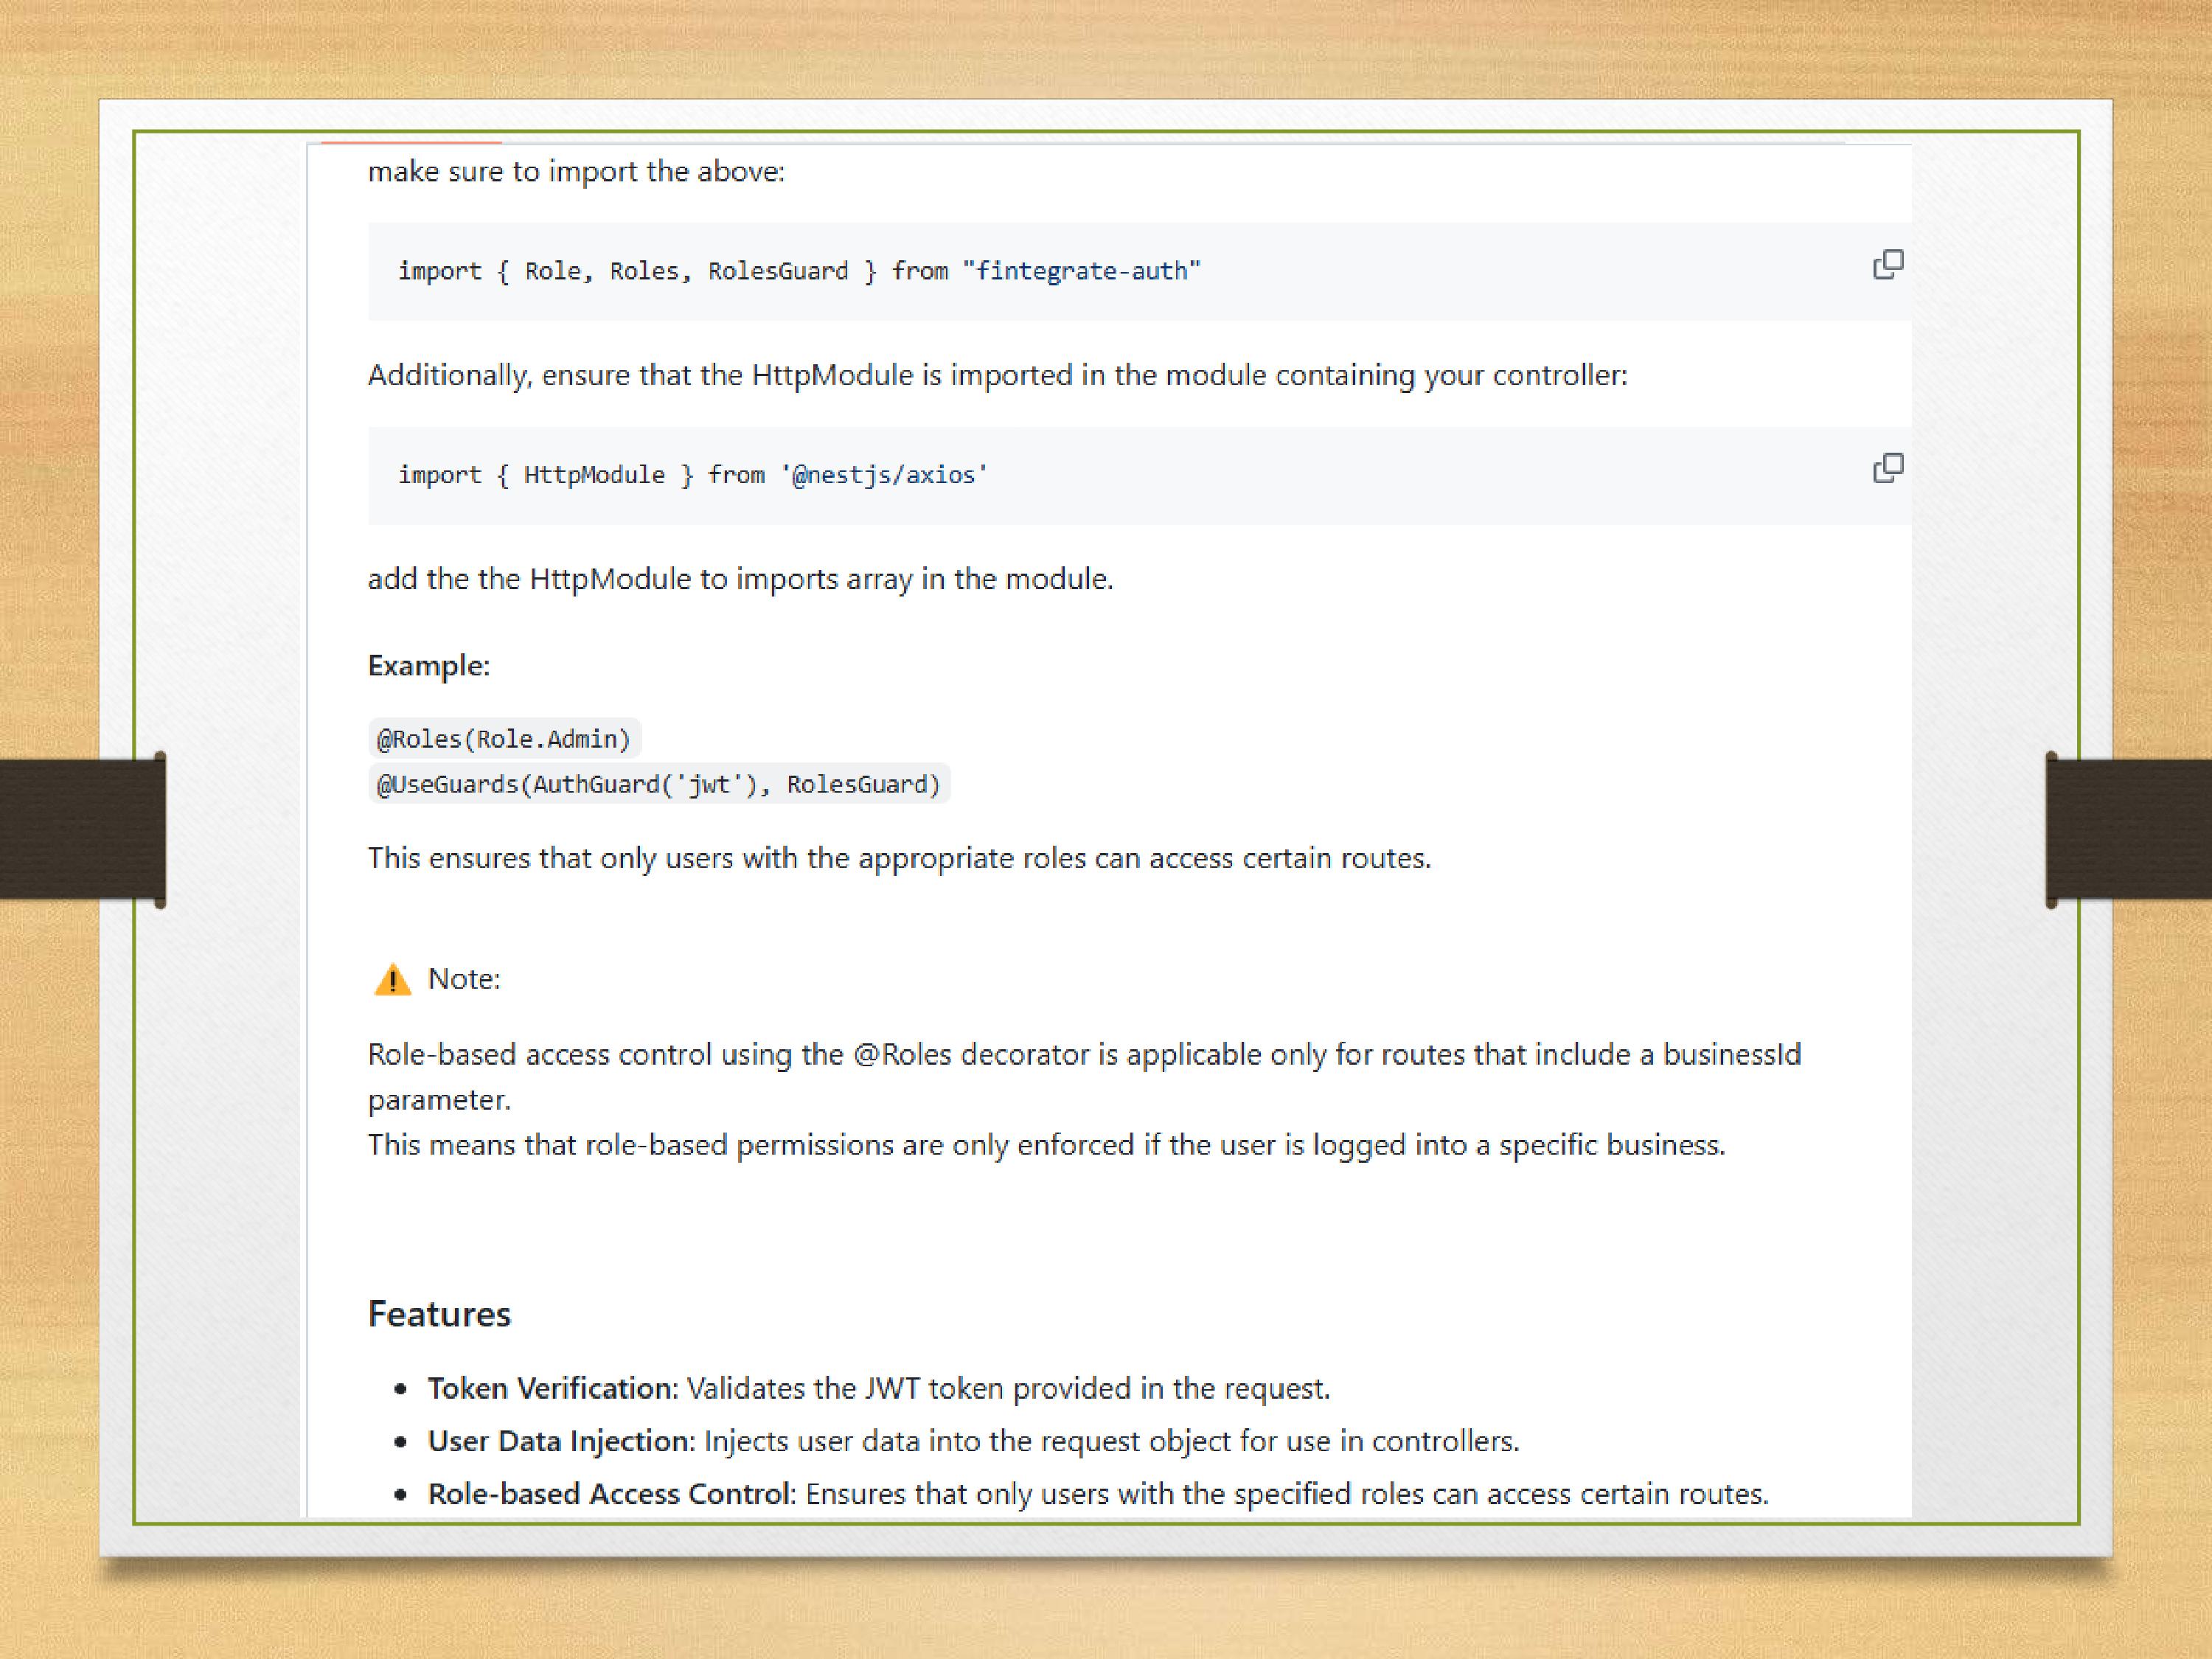 make sure to import the above:
import { Role, Roles, RolesGuard } from "fintegrate-auth"
Additionally, ensure that the HttpModule is imported in the module containing your controller:
import { HttpModule } from '@nestjs/axios'
add the the HttpModule to imports array in the module.
Example:
@Roles(Role.Admin)
@UseGuards(AuthGuard('jwt'), RolesGuard)
This ensures that only users with the appropriate roles can access certain routes.
⚠ Note:
Role-based access control using the @Roles decorator is applicable only for routes that include a businessId
parameter.
This means that role-based permissions are only enforced if the user is logged into a specific business.
Features
• Token Verification: Validates the JWT token provided in the request.
• User Data Injection: Injects user data into the request object for use in controllers.
• Role-based Access Control: Ensures that only users with the specified roles can access certain routes.